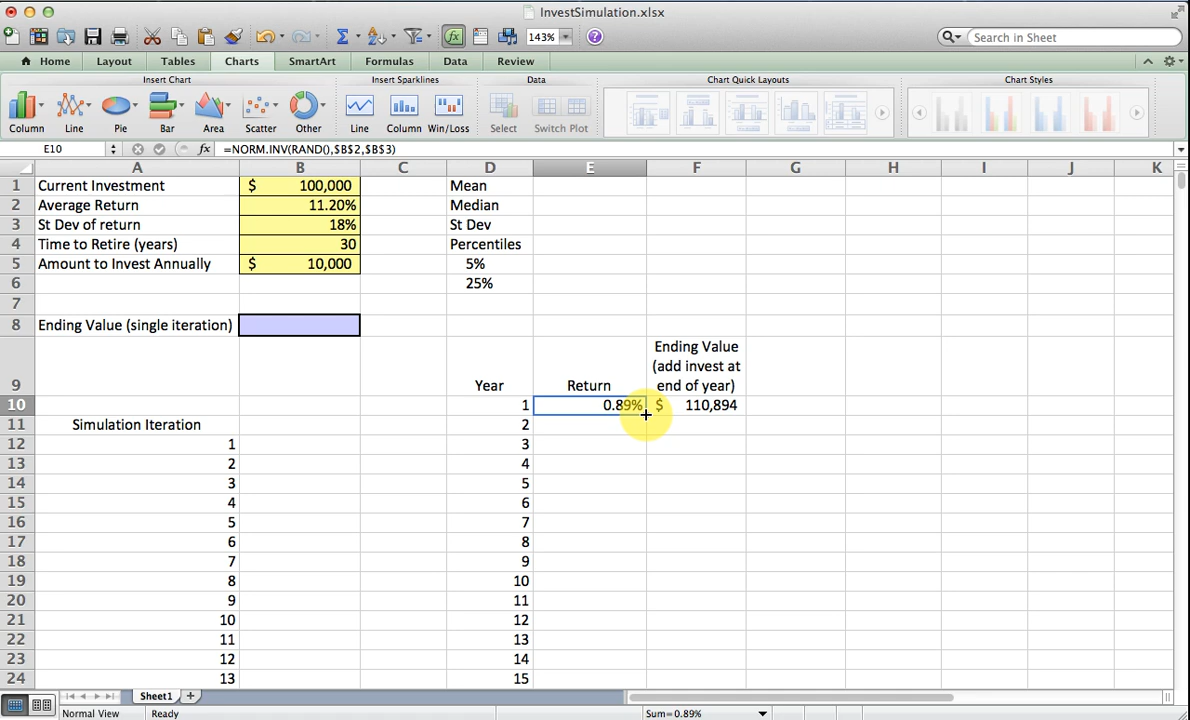 InvestSimulation.xlsx
143%
Search in Sheet
Home Layout Tables Charts SmartArt Formulas Data Review
Insert Chart Insert Sparklines Data Chart Quick Layouts Chart Styles
Column Line Pie Bar Area Scatter Other Line Column Win/Loss Select Switch Plot
E10 fx =NORM.INV(RAND(),$B$2,$B$3)
A B C D E F G H I J K
1 Current Investment $ 100,000 Mean
2 Average Return 11.20% Median
3 St Dev of return 18% St Dev
4 Time to Retire (years) 30 Percentiles
5 Amount to Invest Annually $ 10,000 5%
6 25%
7
8 Ending Value (single iteration)
Ending Value
(add invest at
9 Year Return end of year)
10 1 0.89% $ 110,894
11 Simulation Iteration 2
12 1 3
13 2 4
14 3 5
15 4 6
16 5 7
17 6 8
18 7 9
19 8 10
20 9 11
21 10 12
22 11 13
23 12 14
24 13 15
Sheet1
Normal View Ready Sum=0.89%